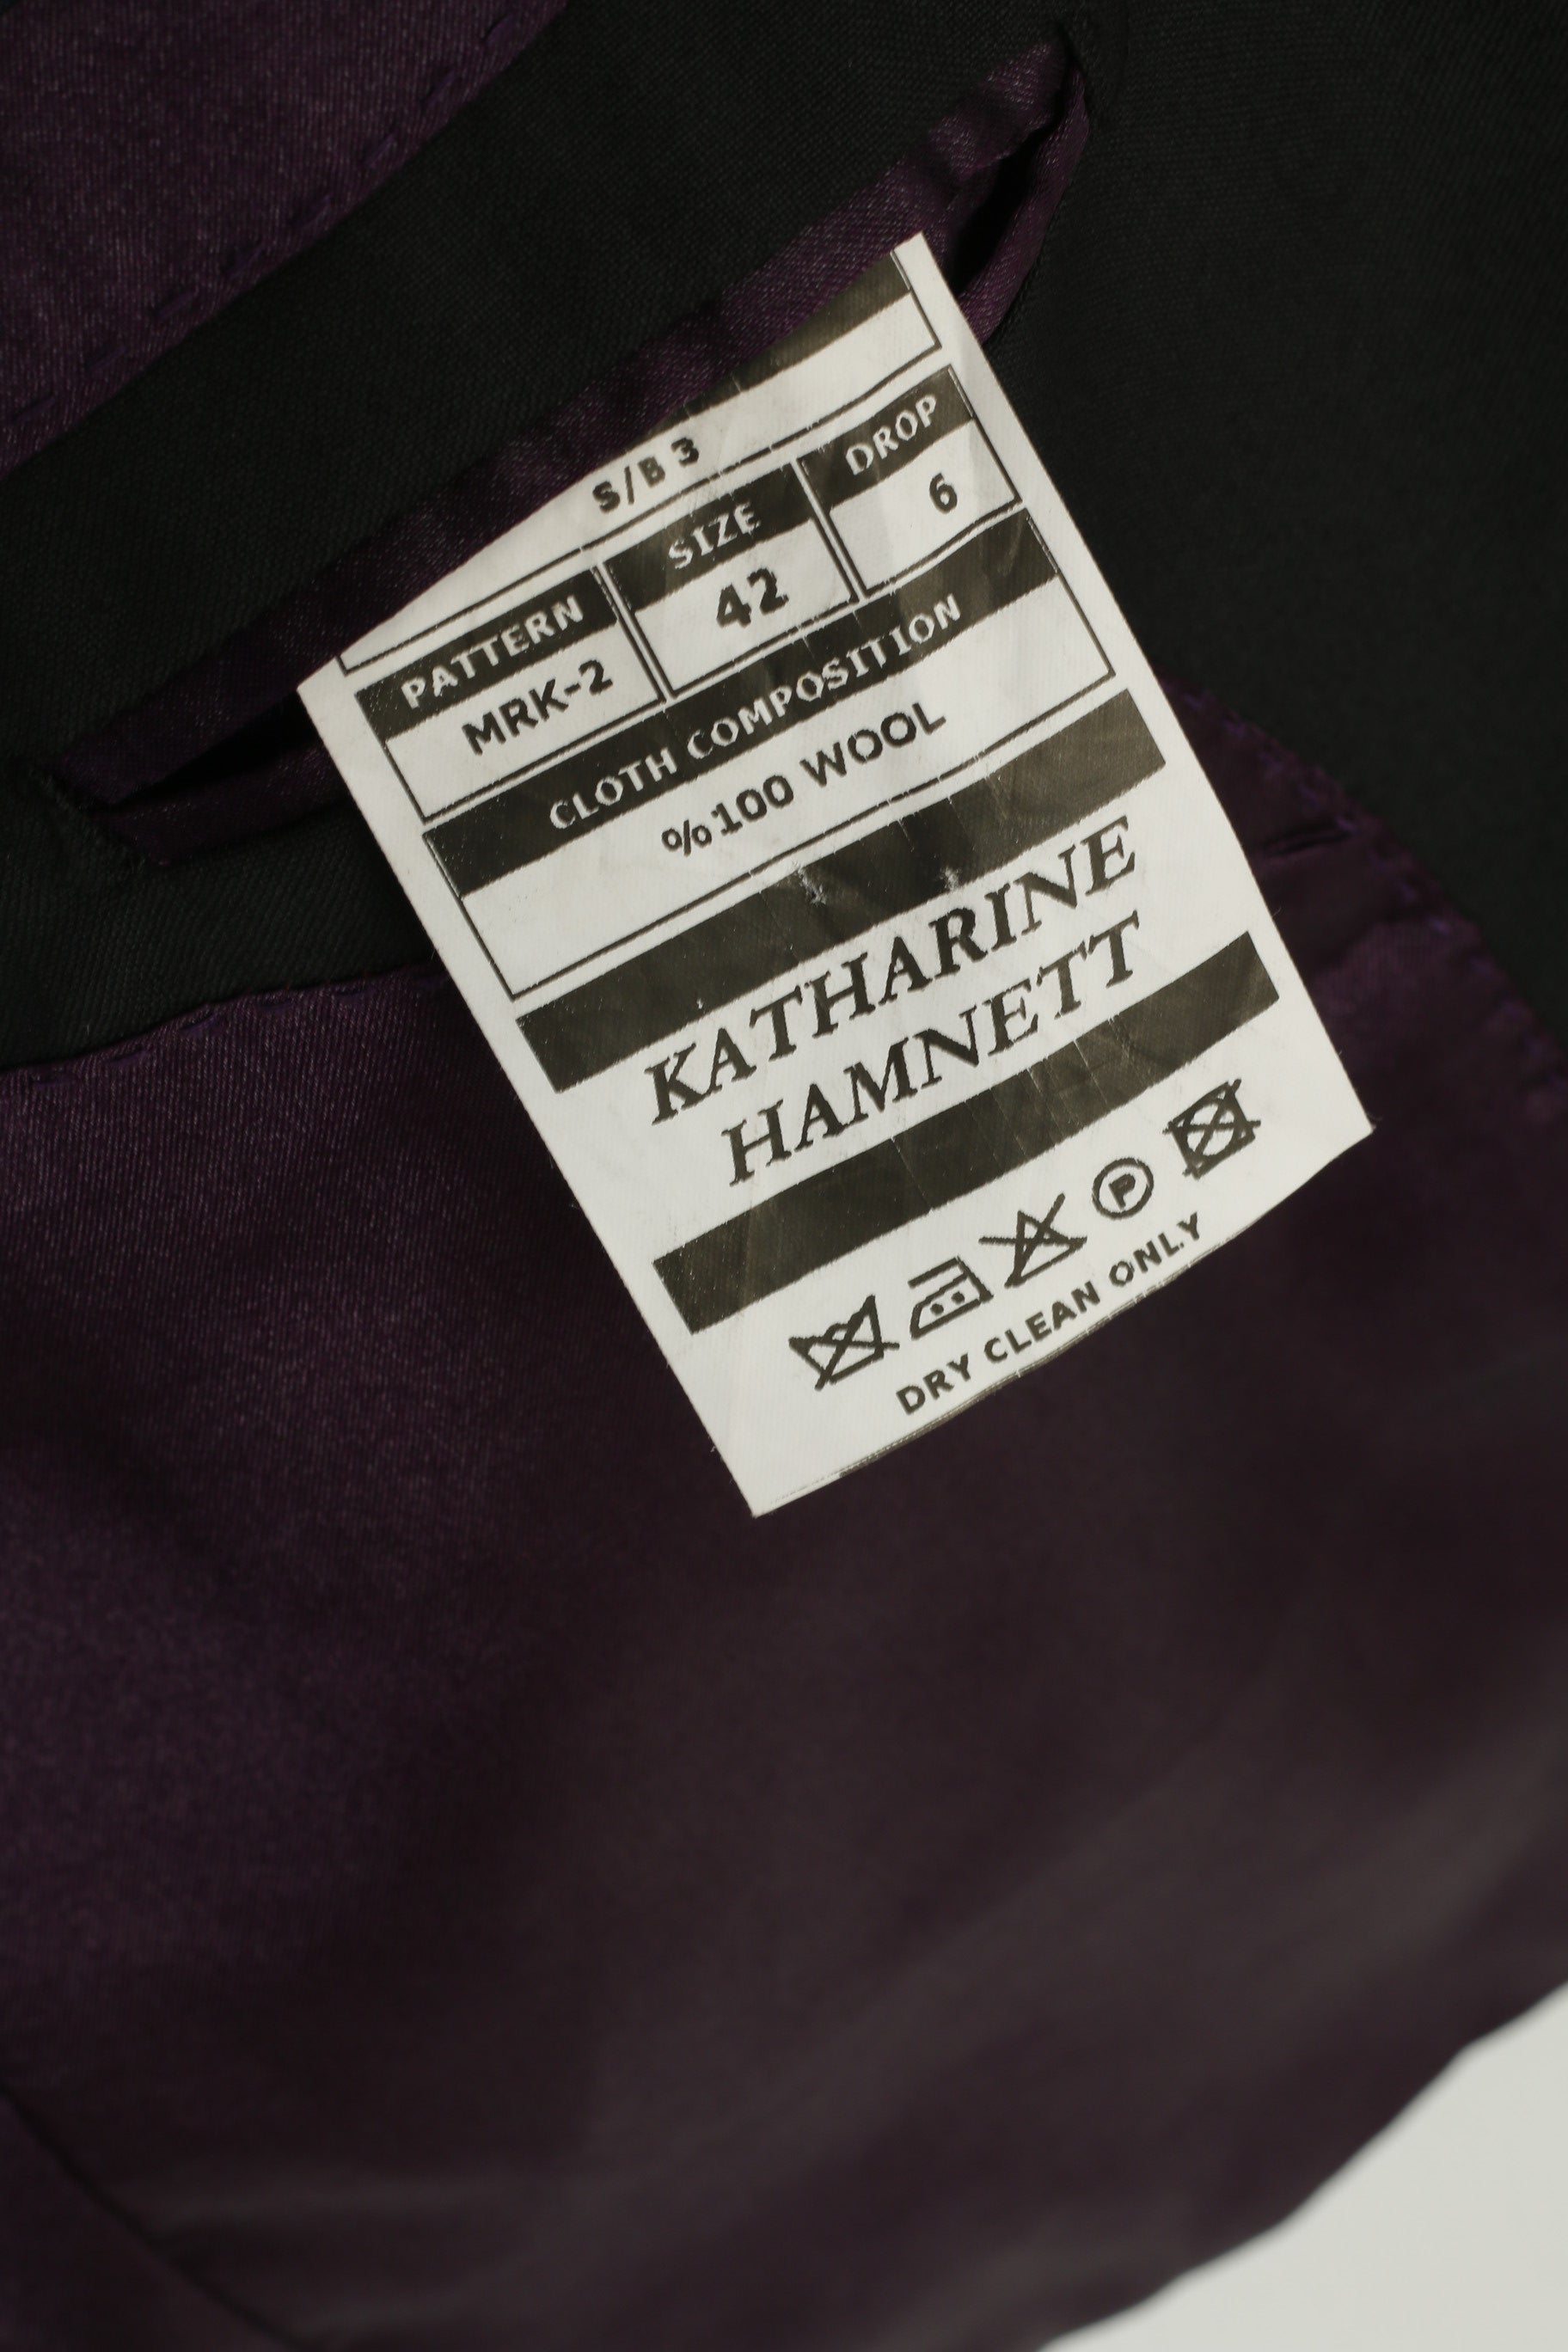 S/B 3
PATTERN SIZE DROP
MRK-2 42 6
CLOTH COMPOSITION
%100 WOOL
KATHARINE
HAMNETT
P
DRY CLEAN ONLY